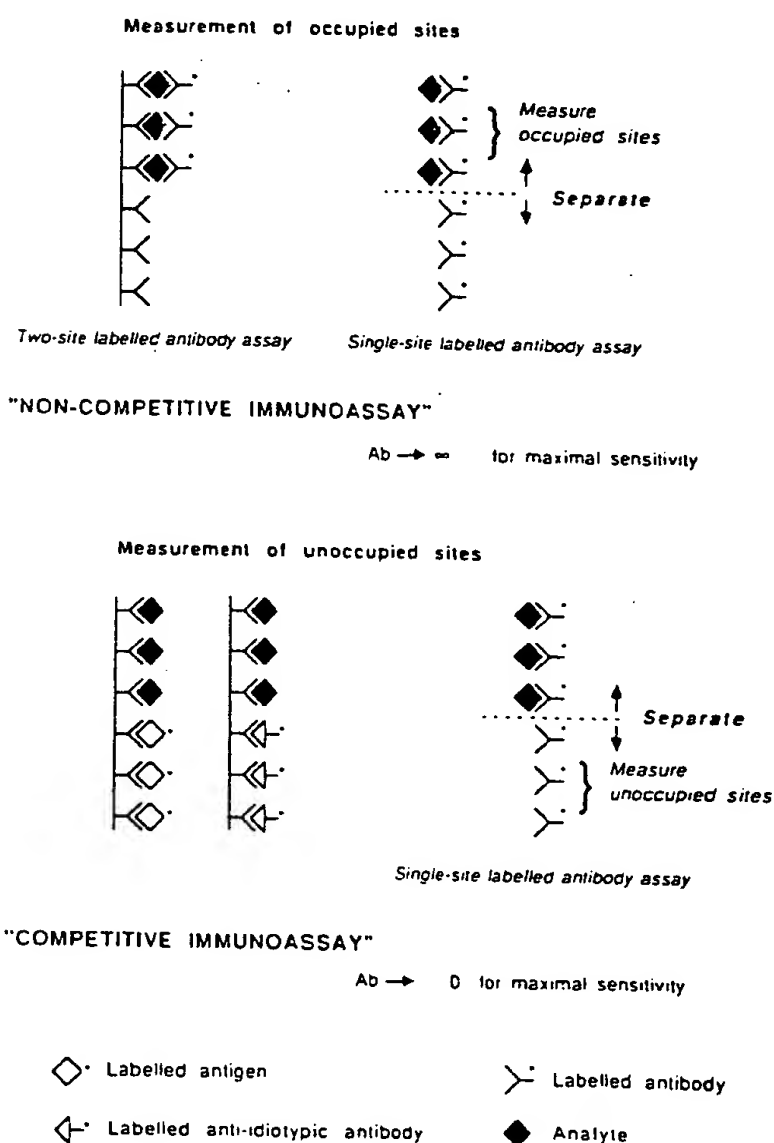 Measurement of occupied sites
Measure
occupied sites
Separate
Two-site labelled antibody assay
Single-site labelled antibody assay
"NON-COMPETITIVE IMMUNOASSAY"
Ab → ∞ for maximal sensitivity
Measurement of unoccupied sites
Separate
Measure
unoccupied sites
Single-site labelled antibody assay
"COMPETITIVE IMMUNOASSAY"
Ab → 0 for maximal sensitivity
Labelled antigen
Labelled antibody
Labelled anti-idiotypic antibody
Analyte